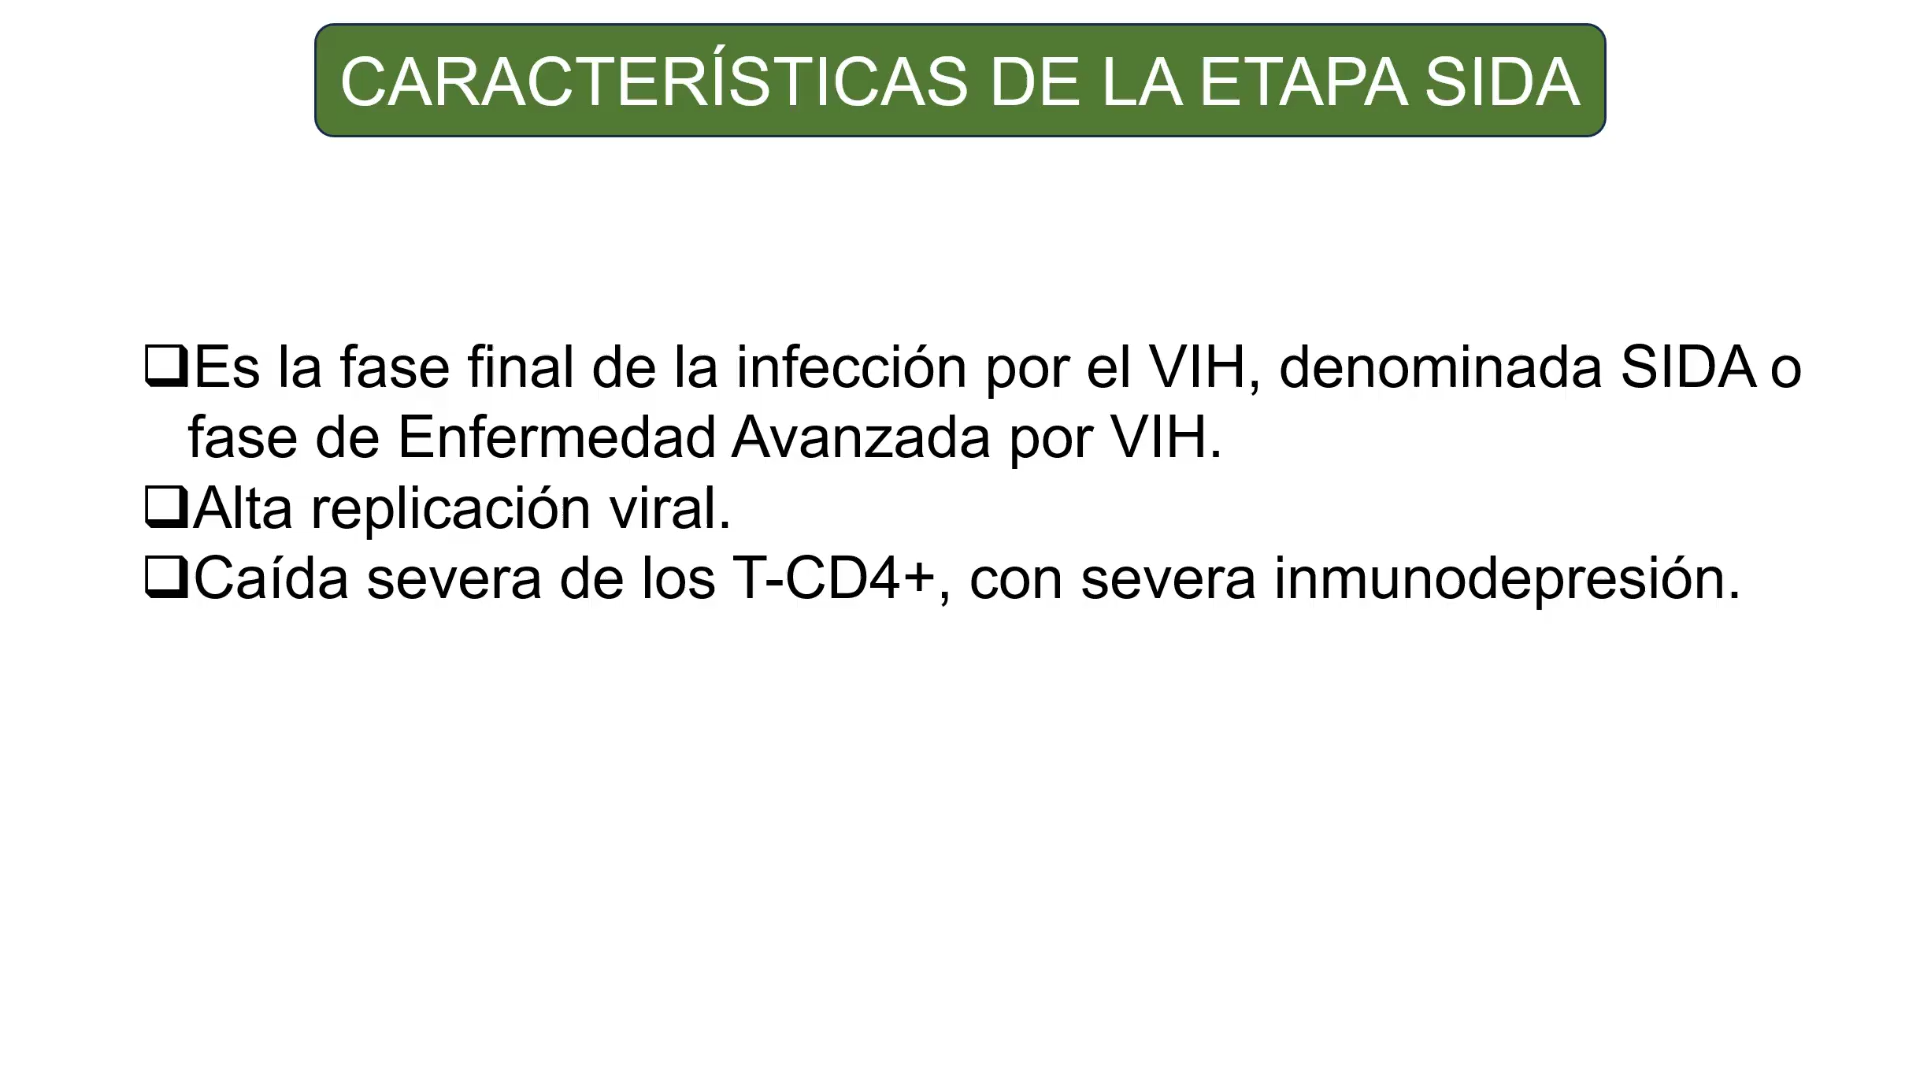 CARACTERÍSTICAS DE LA ETAPA SIDA
❑Es la fase final de la infección por el VIH, denominada SIDA o
fase de Enfermedad Avanzada por VIH.
❑Alta replicación viral.
❑Caída severa de los T-CD4+, con severa inmunodepresión.